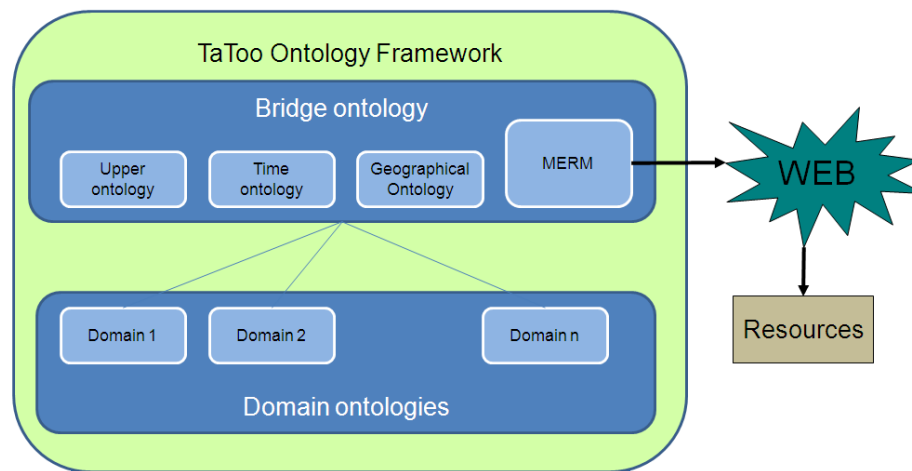 TaToo Ontology Framework
Bridge ontology
Upper
ontology
Time
ontology
Geographical
Ontology
MERM
WEB
Resources
Domain 1
Domain 2
Domain n
Domain ontologies